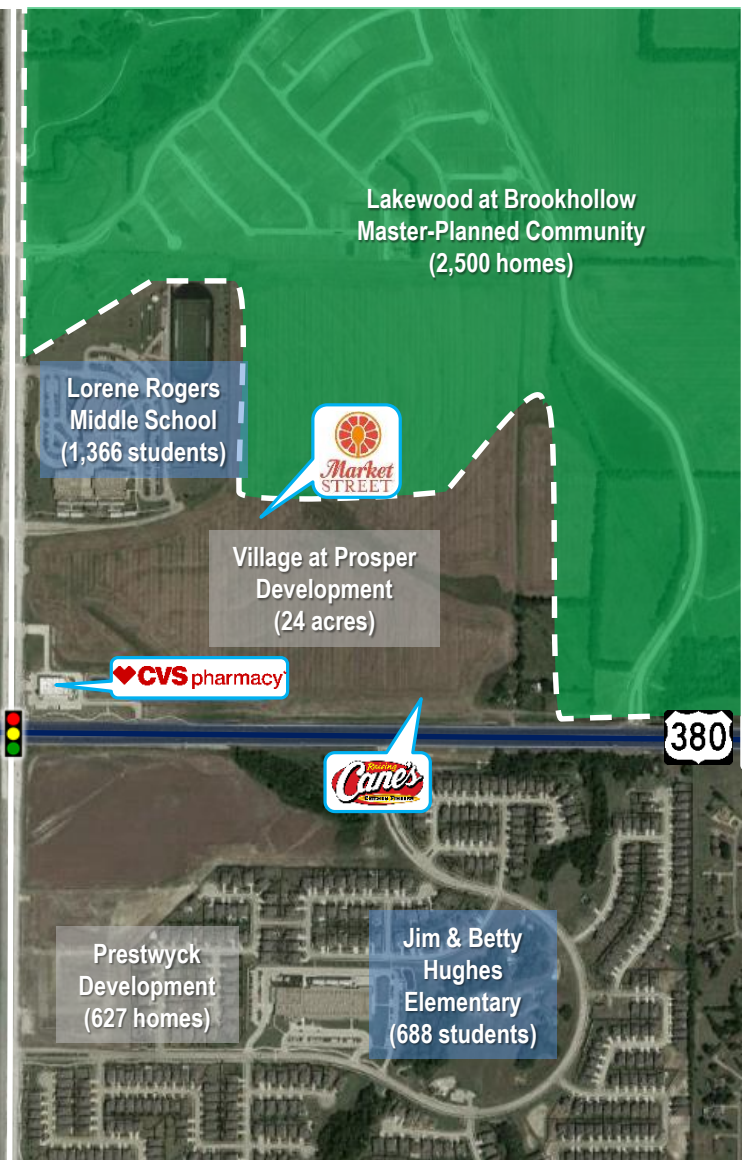 Lakewood at Brookhollow
Master-Planned Community
(2,500 homes)
Lorene Rogers
Middle School
(1,366 students)
Market
STREET
Village at Prosper
Development
(24 acres)
CVS pharmacy
380
Raising
Cane's
CHICKEN FINGERS
Prestwyck
Development
(627 homes)
Jim & Betty
Hughes
Elementary
(688 students)